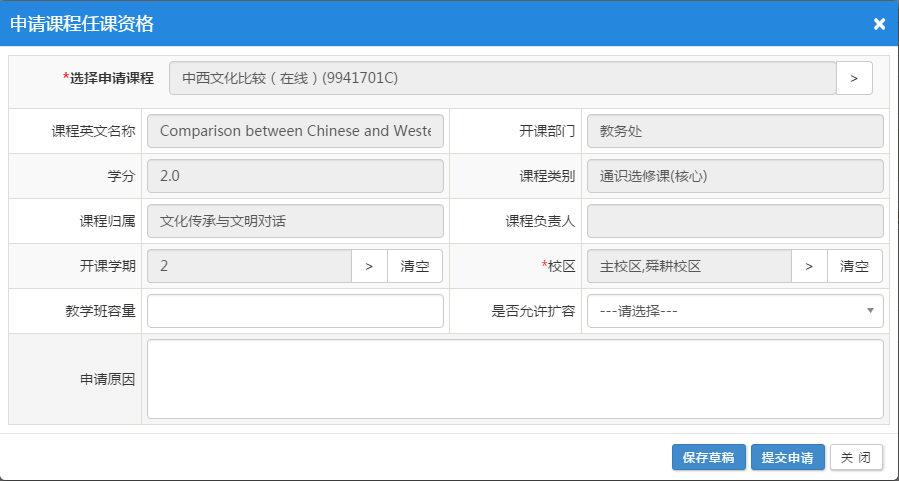 申请课程任课资格 ×
*选择申请课程 中西文化比较（在线）(9941701C) >
课程英文名称 Comparison between Chinese and Weste 开课部门 教务处
学分 2.0 课程类别 通识选修课(核心)
课程归属 文化传承与文明对话 课程负责人
开课学期 2 > 清空 *校区 主校区,舜耕校区 > 清空
教学班容量 是否允许扩容 ---请选择---
申请原因
保存草稿 提交申请 关 闭